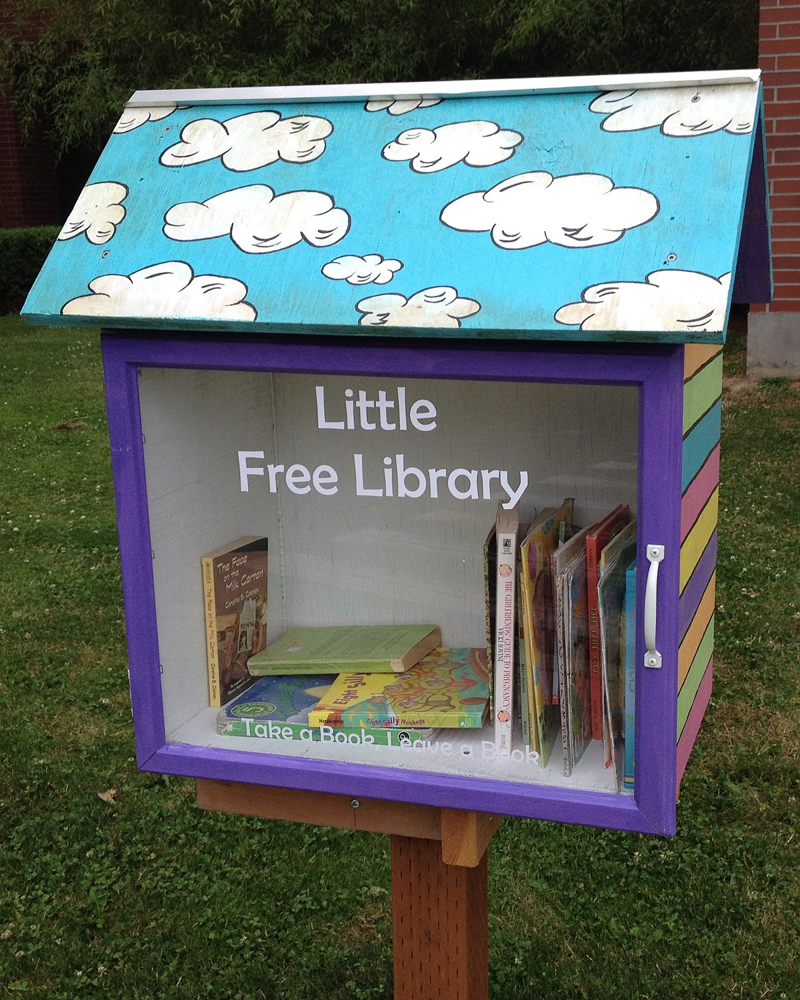 Little
Free Library
The Face
on the
Milk Carton
Caroline B. Cooney
The Face on the Milk Carton Caroline B. Cooney
MISSING
THE GIRLFRIENDS' GUIDE TO PREGNANCY
VICKI IOVINE
THE FIRE CAT
Eight Silly
Haskamp Eight Silly Monkeys
Take a Book, Leave a Book